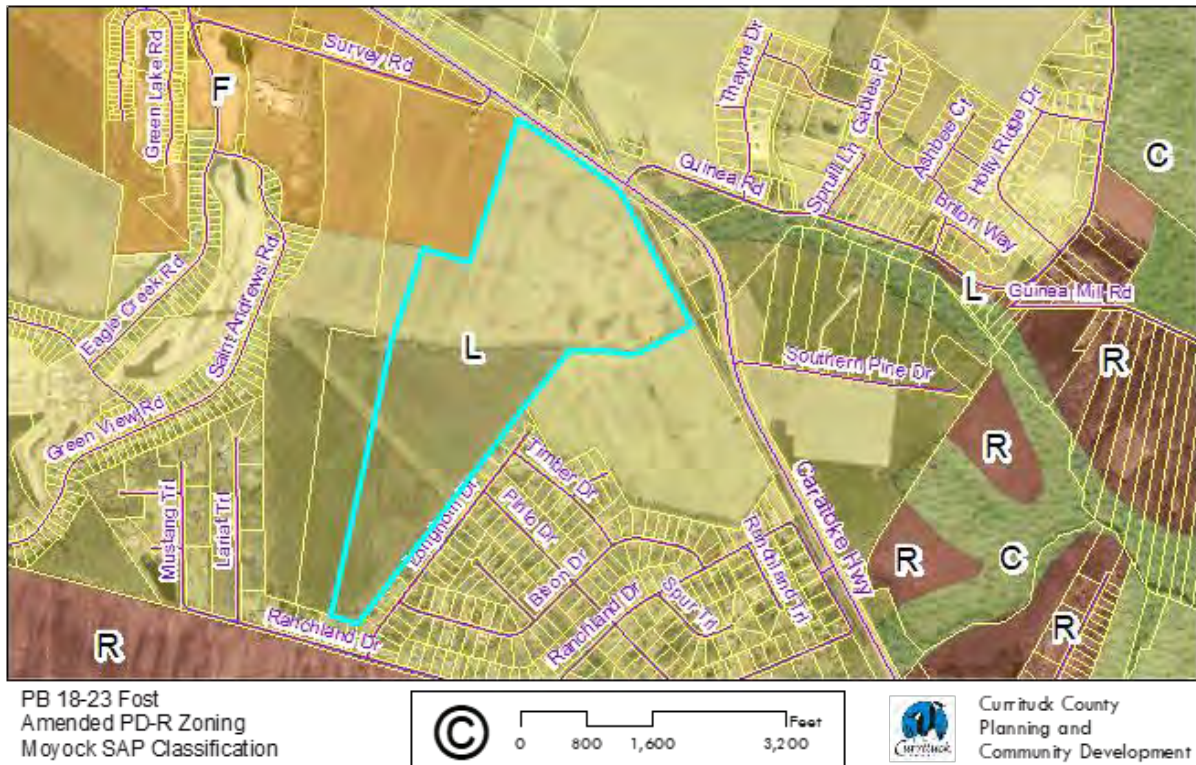 Green Lake Rd
F
Survey Rd
Thayne Dr
Gables Pl
Spruill Ln
Ashbee Ct
Holly Ridge Dr
C
Guinea Rd
Briton Way
Eagle Creek Rd
Saint Andrews Rd
L
L
Guinea Mill Rd
R
Southern Pine Dr
Green View Rd
Mustang Trl
Lariat Trl
Longhorn Dr
Timber Dr
Pinto Dr
Bison Dr
Ranchland Dr
Spur Trl
Ranchland Trl
Caratoke Hwy
R
R
C
R
R
Ranchland Dr
PB 18-23 Fost
Amended PD-R Zoning
Moyock SAP Classification
©
Feet
0 800 1,600 3,200
Currituck
Currituck County
Planning and
Community Development